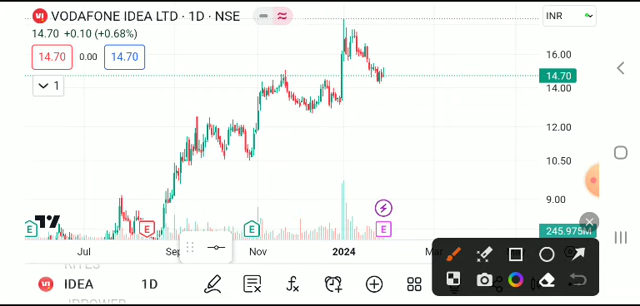 VODAFONE IDEA LTD · 1D · NSE
INR
14.70 +0.10 (+0.68%)
14.70 0.00 14.70
1
16.00
14.70
14.00
12.00
10.50
9.00
245.975M
E E E E
Jul Sep Nov 2024 Mar
IDEA 1D